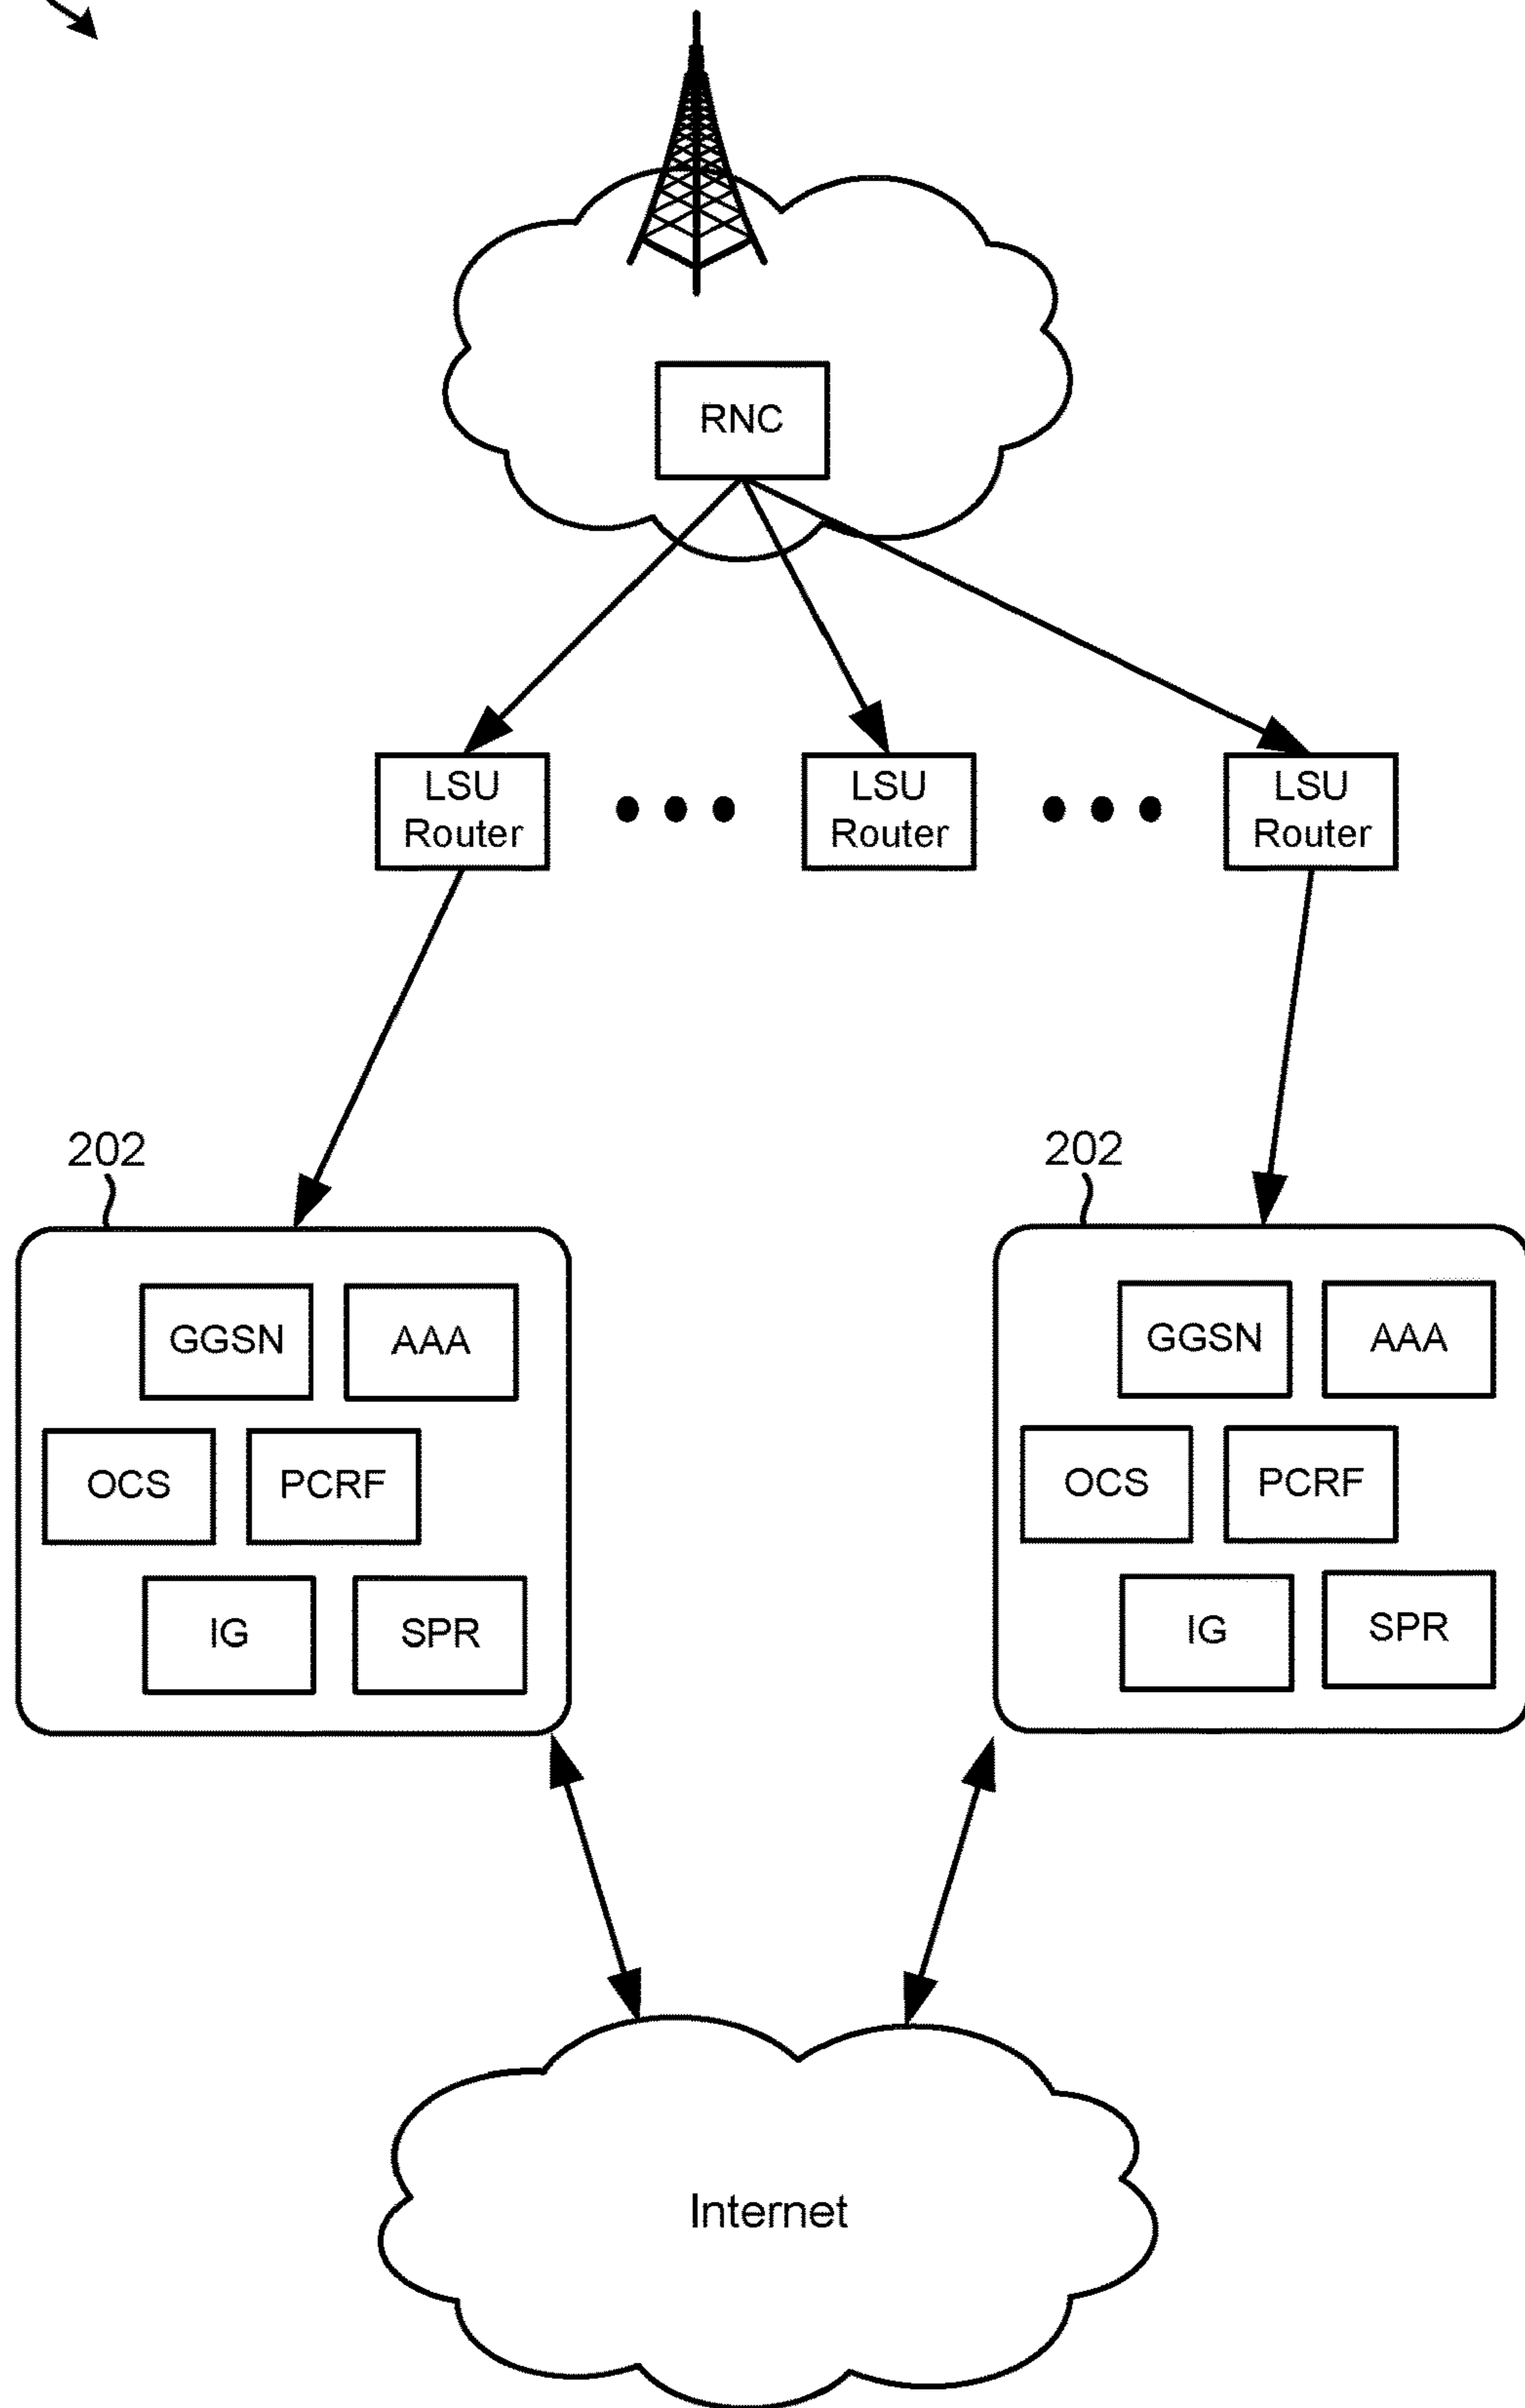 RNC
LSU
Router
LSU
Router
LSU
Router
202
202
GGSN
AAA
OCS
PCRF
IG
SPR
GGSN
AAA
OCS
PCRF
IG
SPR
Internet